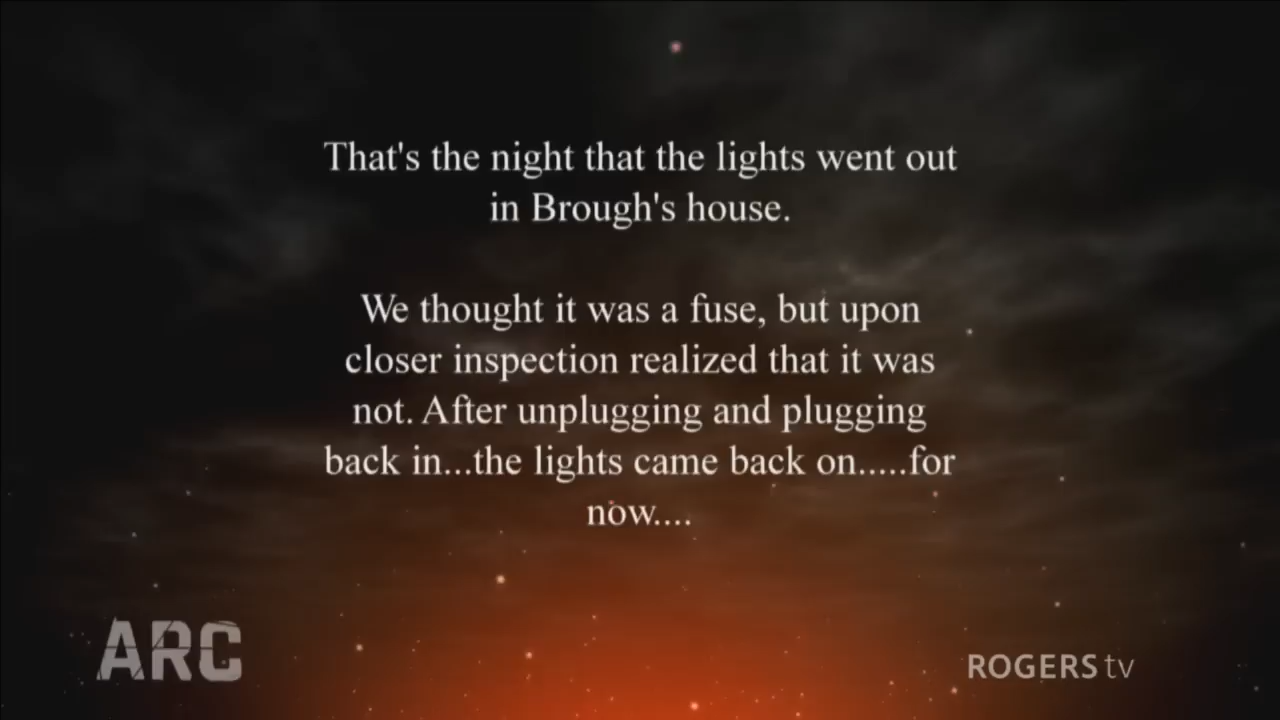 That's the night that the lights went out
in Brough's house.
We thought it was a fuse, but upon
closer inspection realized that it was
not. After unplugging and plugging
back in...the lights came back on.....for
now....
ARC
ROGERS tv